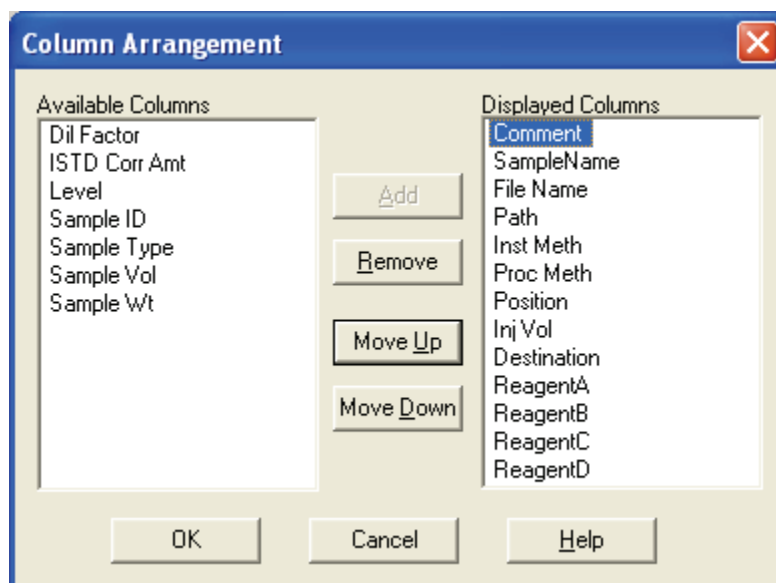 Column Arrangement
Available Columns
Dil Factor
ISTD Corr Amt
Level
Sample ID
Sample Type
Sample Vol
Sample Wt
Add
Remove
Move Up
Move Down
Displayed Columns
Comment
SampleName
File Name
Path
Inst Meth
Proc Meth
Position
Inj Vol
Destination
ReagentA
ReagentB
ReagentC
ReagentD
OK
Cancel
Help